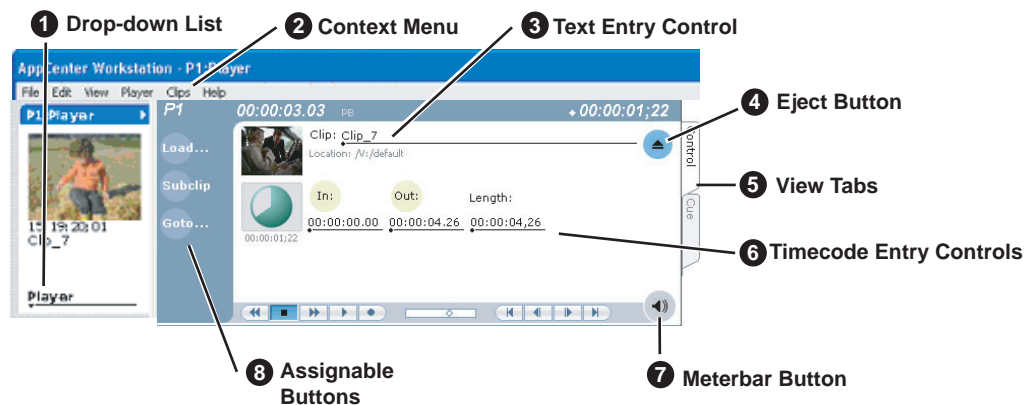 1 Drop-down List
2 Context Menu
3 Text Entry Control
AppCenter Workstation - P1:Player
File Edit View Player Clips Help
P1:Player
P1
00:00:03.03 PB
00:00:01;22
Load...
Subclip
Goto...
Clip: Clip_7
Location: /V:/default
In:
Out:
Length:
00:00:00.00
00:00:04.26
00:00:04,26
00:00:01;22
15:19:20;01
Clip_7
Player
Control
Cue
4 Eject Button
5 View Tabs
6 Timecode Entry Controls
7 Meterbar Button
8 Assignable
Buttons